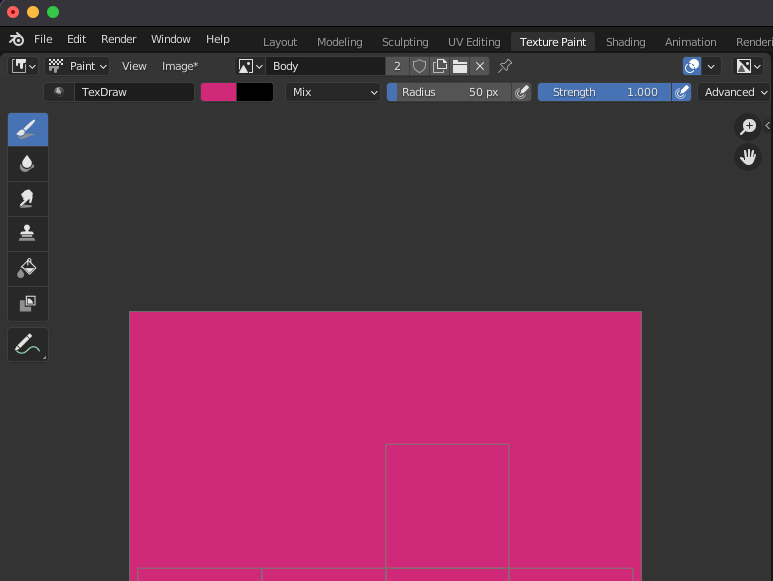 File Edit Render Window Help Layout Modeling Sculpting UV Editing Texture Paint Shading Animation Renderi
Paint View Image* Body 2
TexDraw Mix Radius 50 px Strength 1.000 Advanced